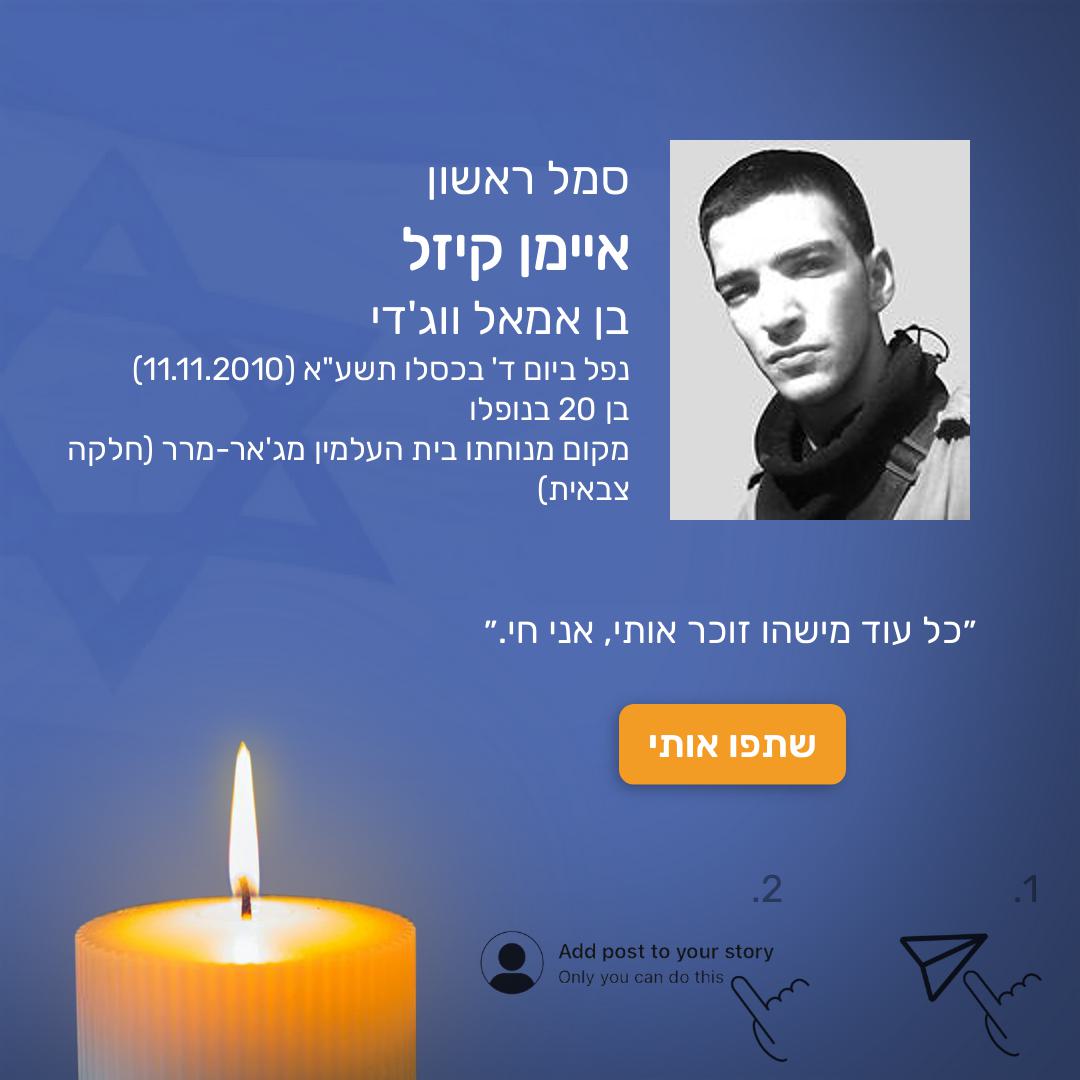 סמל ראשון
איימן קיזל
בן אמאל ווג'די
נפל ביום ד' בכסלו תשע"א (11.11.2010)
בן 20 בנופלו
מקום מנוחתו בית העלמין מג'אר-מרר (חלקה
צבאית)
״כל עוד מישהו זוכר אותי, אני חי.״
שתפו אותי
1.
2.
Add post to your story
Only you can do this